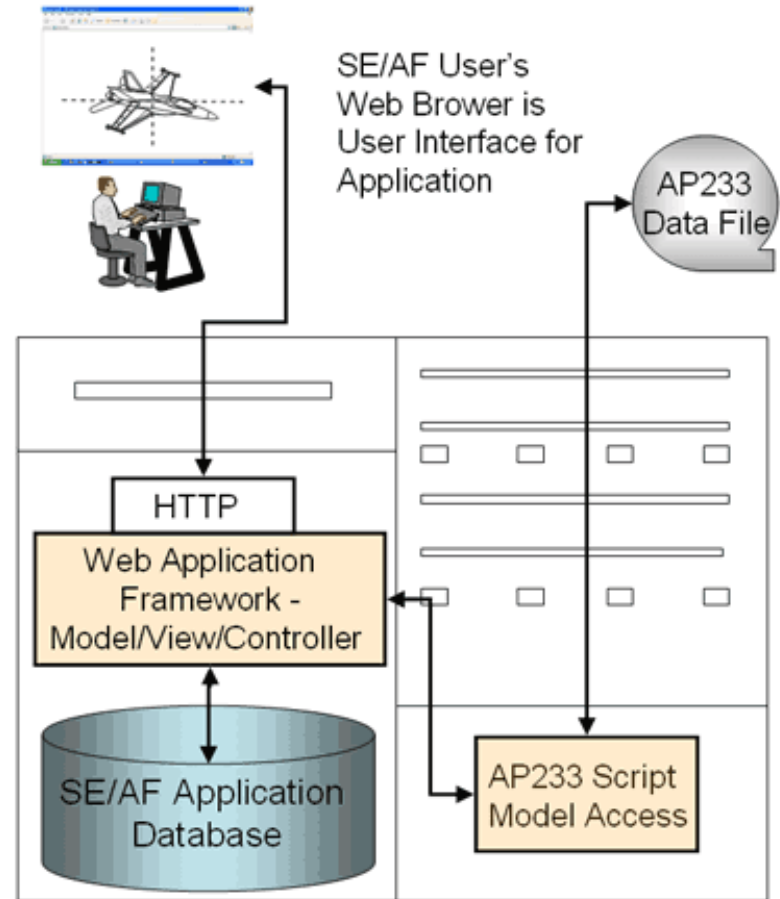 SE/AF User's
Web Brower is
User Interface for
Application
AP233
Data File
HTTP
Web Application
Framework -
Model/View/Controller
SE/AF Application
Database
AP233 Script
Model Access